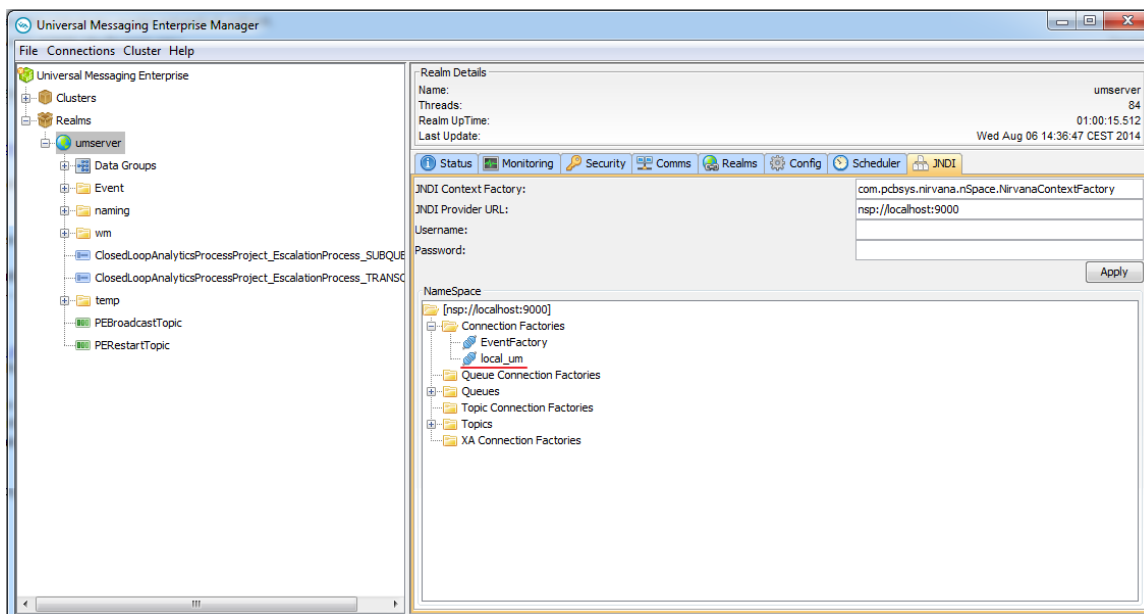 Universal Messaging Enterprise Manager
File Connections Cluster Help
Universal Messaging Enterprise
Clusters
Realms
umserver
Data Groups
Event
naming
wm
ClosedLoopAnalyticsProcessProject_EscalationProcess_SUBQUE
ClosedLoopAnalyticsProcessProject_EscalationProcess_TRANSC
temp
PEBroadcastTopic
PERestartTopic
Realm Details
Name: umserver
Threads: 84
Realm UpTime: 01:00:15.512
Last Update: Wed Aug 06 14:36:47 CEST 2014
Status Monitoring Security Comms Realms Config Scheduler JNDI
JNDI Context Factory: com.pcbsys.nirvana.nSpace.NirvanaContextFactory
JNDI Provider URL: nsp://localhost:9000
Username:
Password:
Apply
NameSpace
[nsp://localhost:9000]
Connection Factories
EventFactory
local_um
Queue Connection Factories
Queues
Topic Connection Factories
Topics
XA Connection Factories